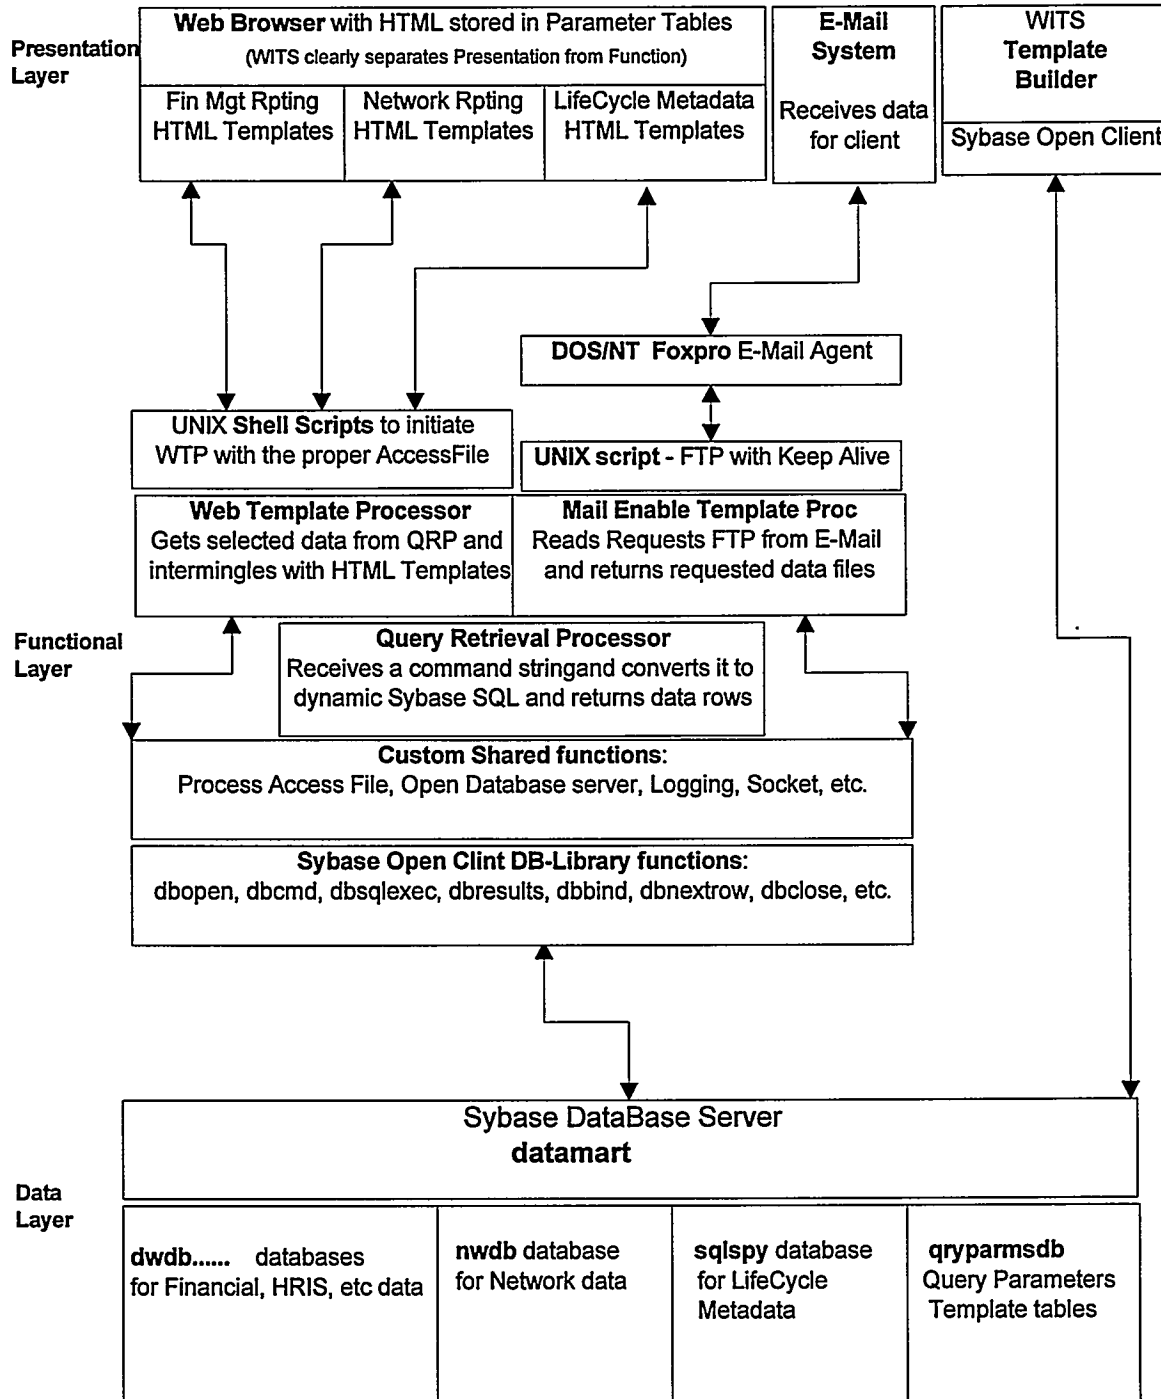 Presentation
Layer
Web Browser with HTML stored in Parameter Tables
(WITS clearly separates Presentation from Function)
Fin Mgt Rpting
HTML Templates
Network Rpting
HTML Templates
LifeCycle Metadata
HTML Templates
E-Mail
System
Receives data
for client
WITS
Template
Builder
Sybase Open Client
DOS/NT Foxpro E-Mail Agent
UNIX Shell Scripts to initiate
WTP with the proper AccessFile
UNIX script - FTP with Keep Alive
Web Template Processor
Gets selected data from QRP and
intermingles with HTML Templates
Mail Enable Template Proc
Reads Requests FTP from E-Mail
and returns requested data files
Functional
Layer
Query Retrieval Processor
Receives a command stringand converts it to
dynamic Sybase SQL and returns data rows
Custom Shared functions:
Process Access File, Open Database server, Logging, Socket, etc.
Sybase Open Clint DB-Library functions:
dbopen, dbcmd, dbsqlexec, dbresults, dbbind, dbnextrow, dbclose, etc.
Sybase DataBase Server
datamart
Data
Layer
dwdb...... databases
for Financial, HRIS, etc data
nwdb database
for Network data
sqlspy database
for LifeCycle
Metadata
qryparmsdb
Query Parameters
Template tables